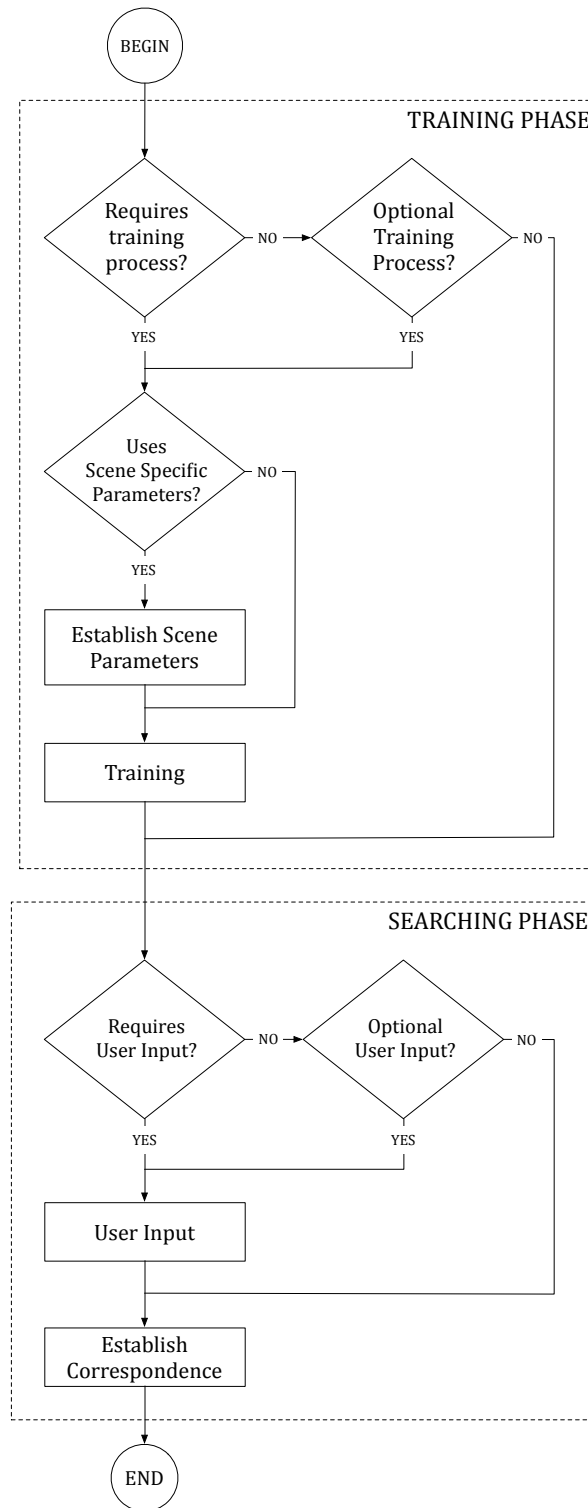 BEGIN
TRAINING PHASE
Requires
training
process?
NO
Optional
Training
Process?
NO
YES
YES
Uses
Scene Specific
Parameters?
NO
YES
Establish Scene
Parameters
Training
SEARCHING PHASE
Requires
User Input?
NO
Optional
User Input?
NO
YES
YES
User Input
Establish
Correspondence
END